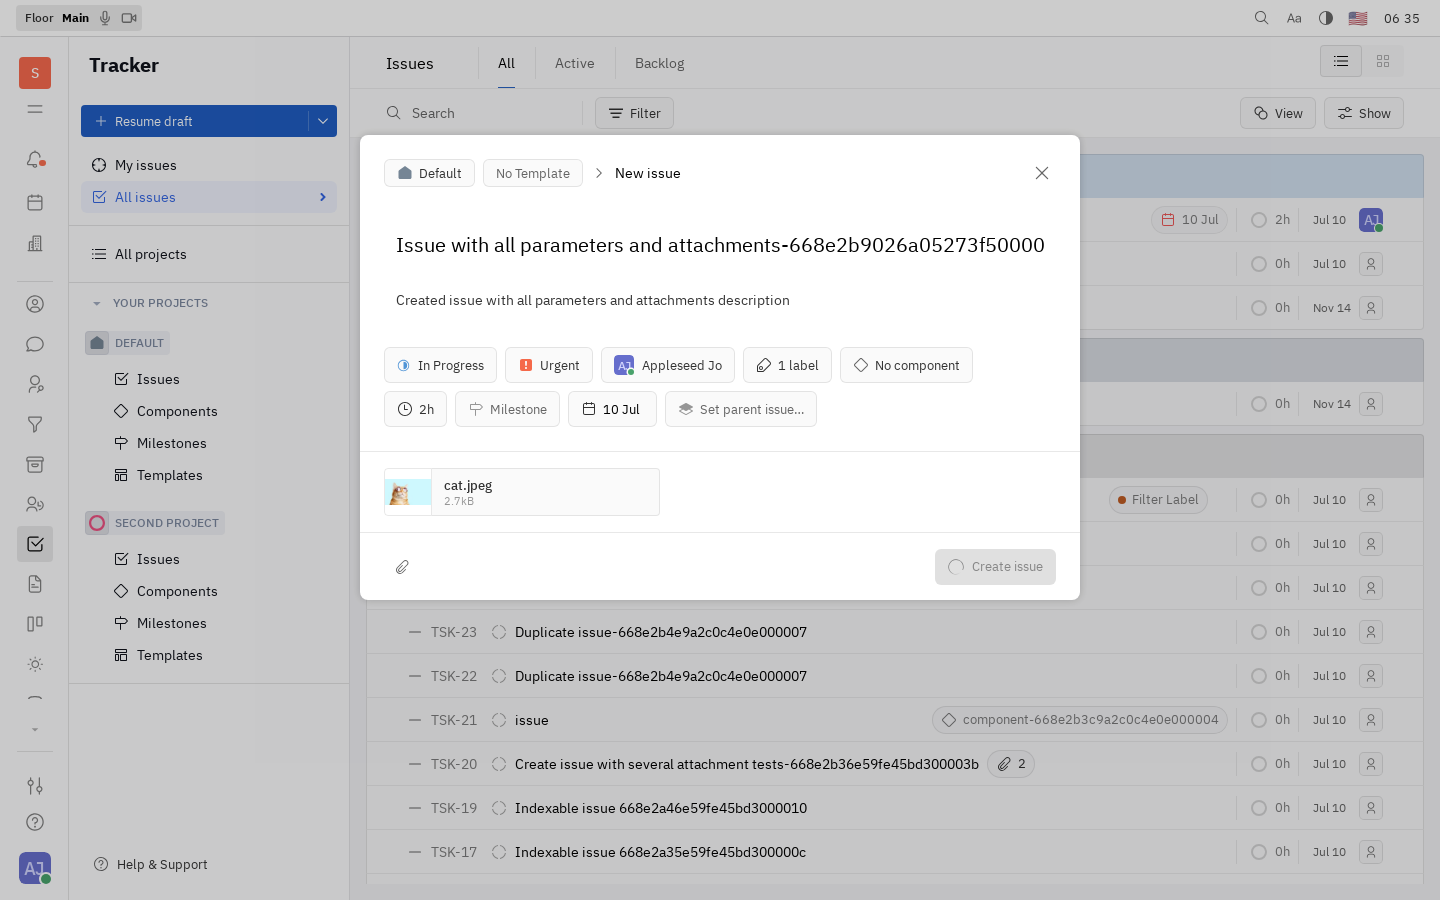 Floor Main
Aa
06 35
S
Tracker
Resume draft
My issues
All issues
All projects
YOUR PROJECTS
DEFAULT
Issues
Components
Milestones
Templates
SECOND PROJECT
Issues
Components
Milestones
Templates
Help & Support
AJ
Issues
All
Active
Backlog
Search
Filter
View
Show
10 Jul
2h
Jul 10
AJ
0h
Jul 10
0h
Nov 14
0h
Nov 14
Filter Label
0h
Jul 10
0h
Jul 10
0h
Jul 10
Default
No Template
New issue
Issue with all parameters and attachments-668e2b9026a05273f50000
Created issue with all parameters and attachments description
In Progress
Urgent
AJ
Appleseed Jo
1 label
No component
2h
Milestone
10 Jul
Set parent issue...
cat.jpeg
2.7kB
Create issue
TSK-23 Duplicate issue-668e2b4e9a2c0c4e0e000007 0h Jul 10
TSK-22 Duplicate issue-668e2b4e9a2c0c4e0e000007 0h Jul 10
TSK-21 issue component-668e2b3c9a2c0c4e0e000004 0h Jul 10
TSK-20 Create issue with several attachment tests-668e2b36e59fe45bd300003b 2 0h Jul 10
TSK-19 Indexable issue 668e2a46e59fe45bd3000010 0h Jul 10
TSK-17 Indexable issue 668e2a35e59fe45bd300000c 0h Jul 10